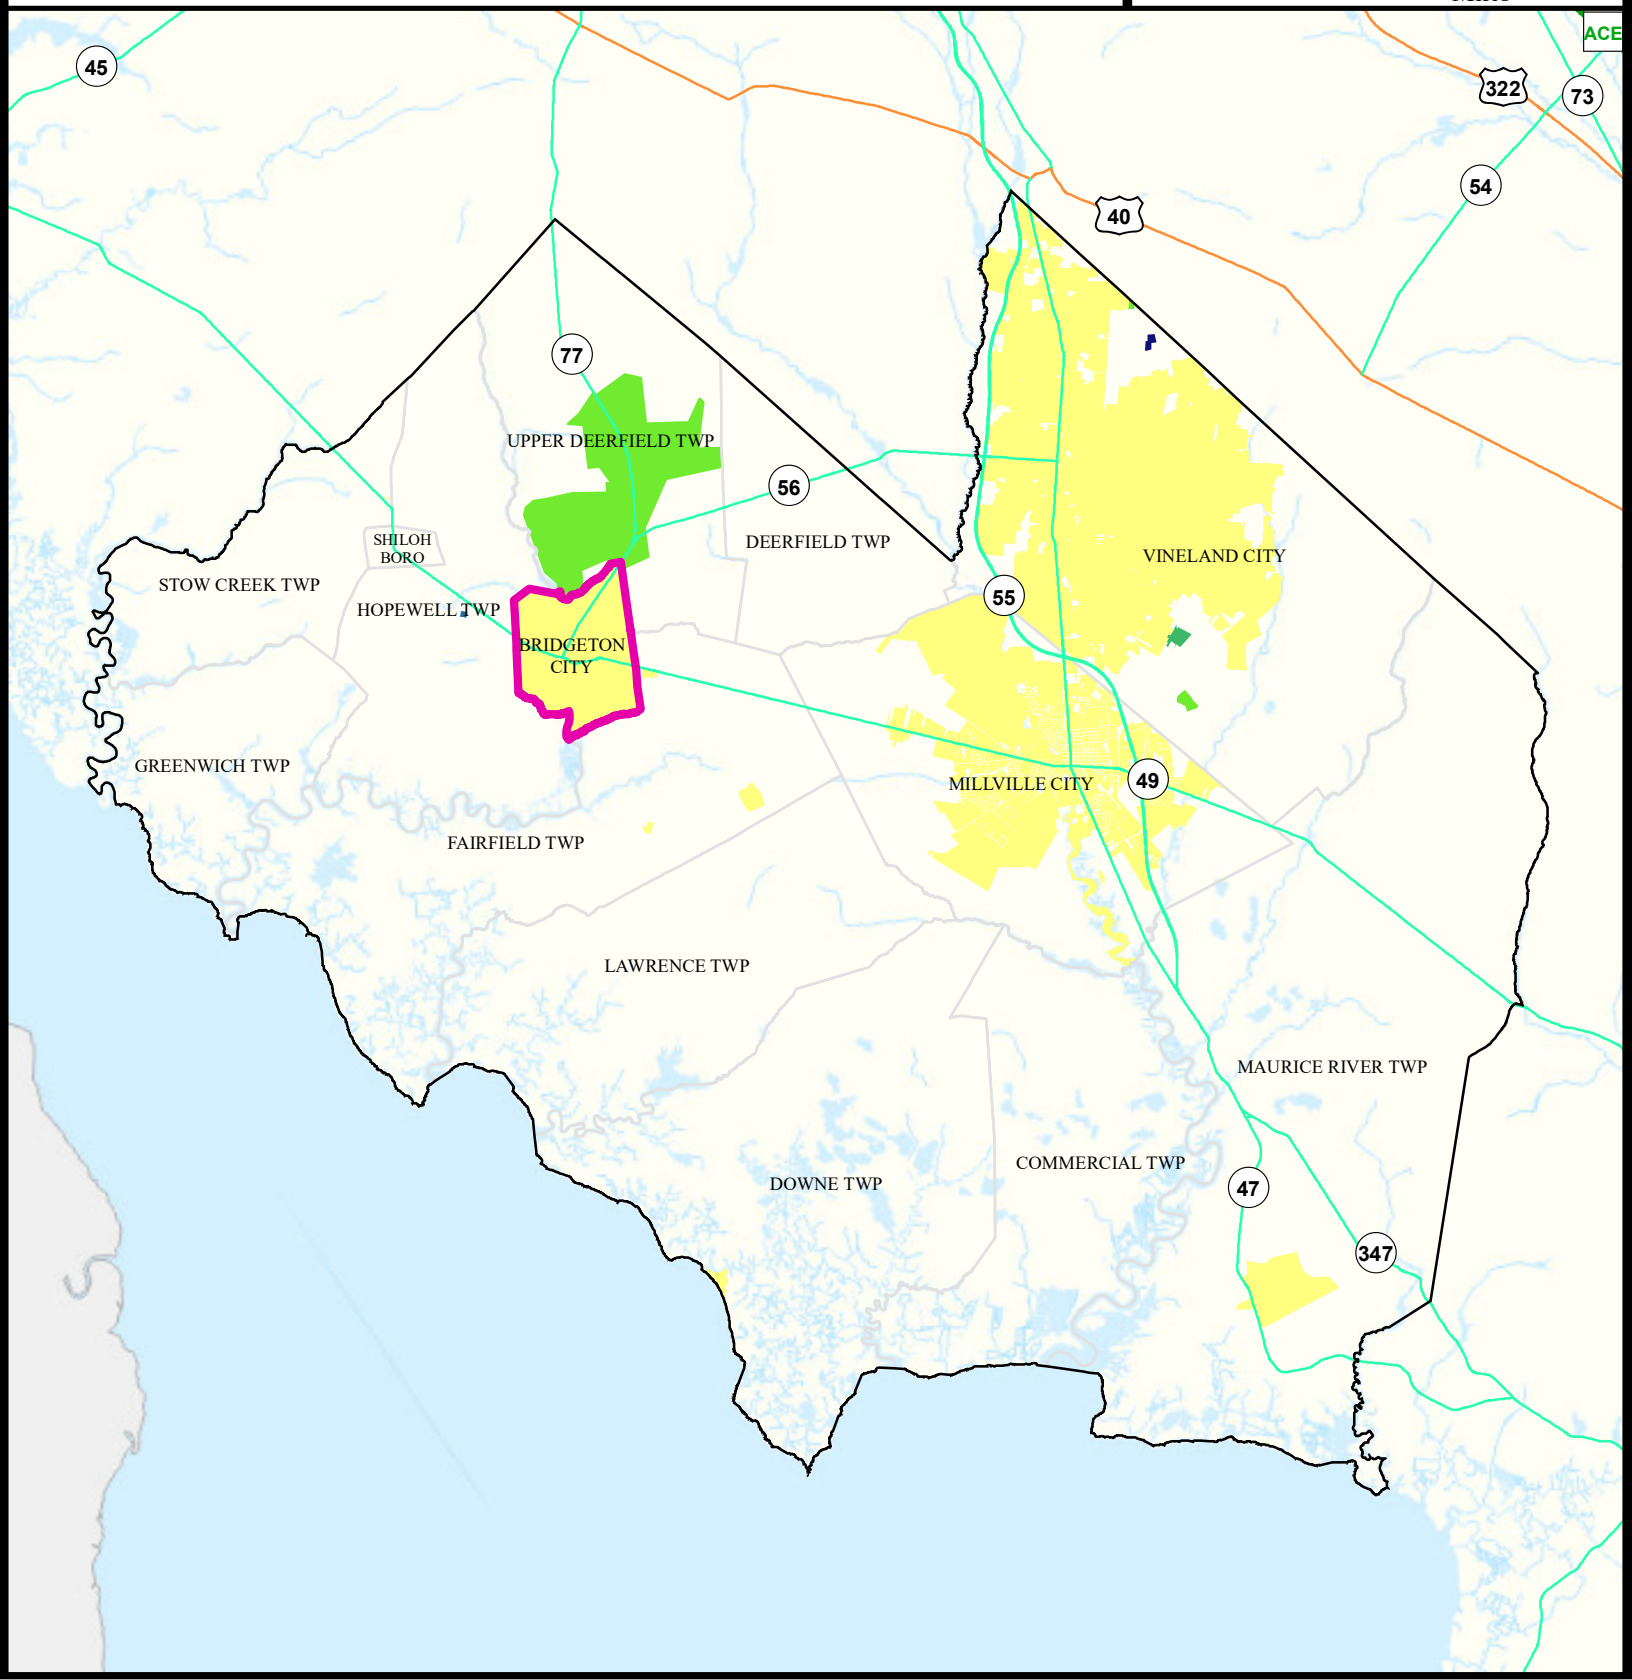 ACE
45
322
73
54
40
77
UPPER DEERFIELD TWP
56
SHILOH
BORO
DEERFIELD TWP
VINELAND CITY
STOW CREEK TWP
55
HOPEWELL TWP
BRIDGETON
CITY
GREENWICH TWP
MILLVILLE CITY
49
FAIRFIELD TWP
LAWRENCE TWP
MAURICE RIVER TWP
COMMERCIAL TWP
DOWNE TWP
47
347